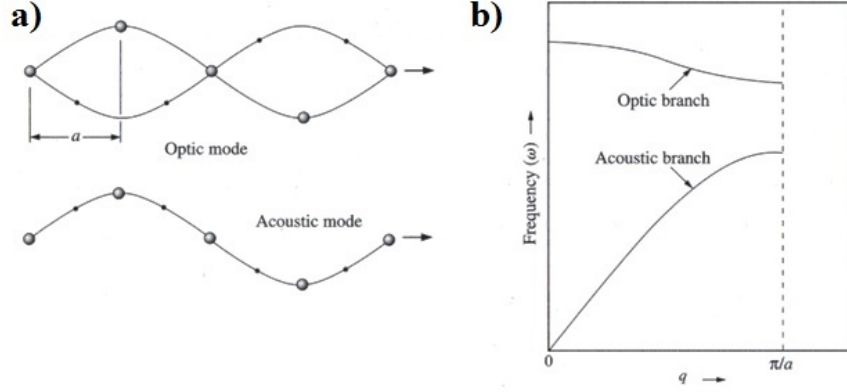 a)
a
Optic mode
Acoustic mode
b)
Frequency (ω) →
Optic branch
Acoustic branch
0
π/a
q →